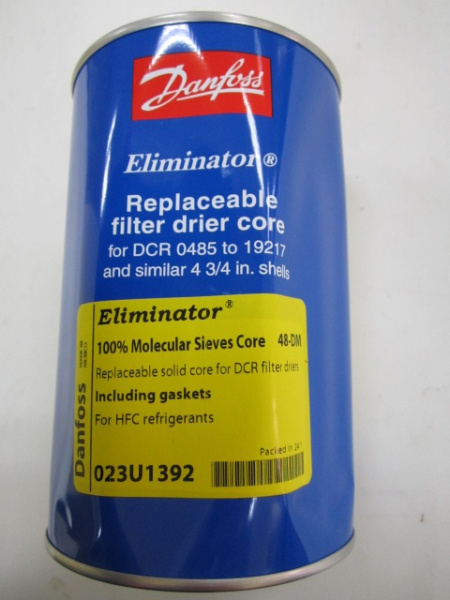 Danfoss
Eliminator®
Replaceable
filter drier core
for DCR 0485 to 19217
and similar 4 3/4 in. shells
Eliminator®
100% Molecular Sieves Core 48-DM
Replaceable solid core for DCR filter driers
Including gaskets
For HFC refrigerants
Packed in
023U1392
Danfoss